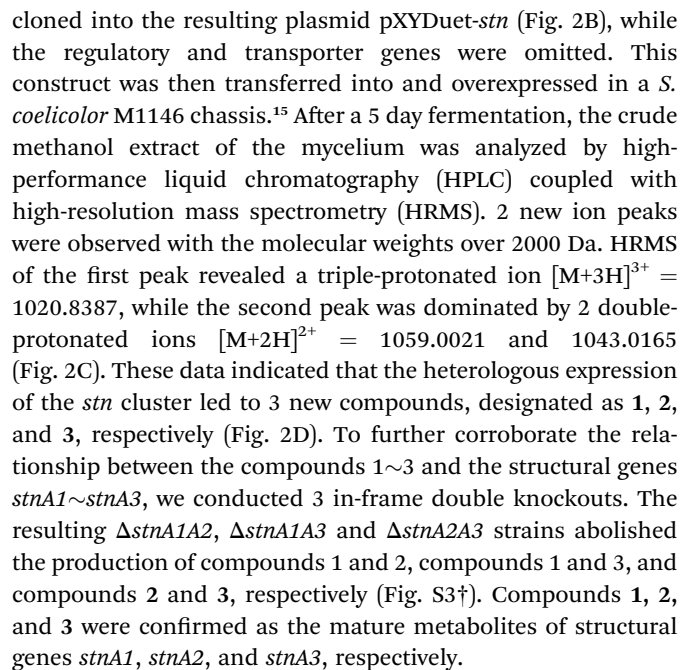 cloned into the resulting plasmid pXYDuet-stn (Fig. 2B), while
the regulatory and transporter genes were omitted. This
construct was then transferred into and overexpressed in a S.
coelicolor M1146 chassis.¹⁵ After a 5 day fermentation, the crude
methanol extract of the mycelium was analyzed by high-
performance liquid chromatography (HPLC) coupled with
high-resolution mass spectrometry (HRMS). 2 new ion peaks
were observed with the molecular weights over 2000 Da. HRMS
of the first peak revealed a triple-protonated ion [M+3H]³⁺ =
1020.8387, while the second peak was dominated by 2 double-
protonated ions [M+2H]²⁺ = 1059.0021 and 1043.0165
(Fig. 2C). These data indicated that the heterologous expression
of the stn cluster led to 3 new compounds, designated as 1, 2,
and 3, respectively (Fig. 2D). To further corroborate the rela-
tionship between the compounds 1~3 and the structural genes
stnA1~stnA3, we conducted 3 in-frame double knockouts. The
resulting ΔstnA1A2, ΔstnA1A3 and ΔstnA2A3 strains abolished
the production of compounds 1 and 2, compounds 1 and 3, and
compounds 2 and 3, respectively (Fig. S3†). Compounds 1, 2,
and 3 were confirmed as the mature metabolites of structural
genes stnA1, stnA2, and stnA3, respectively.